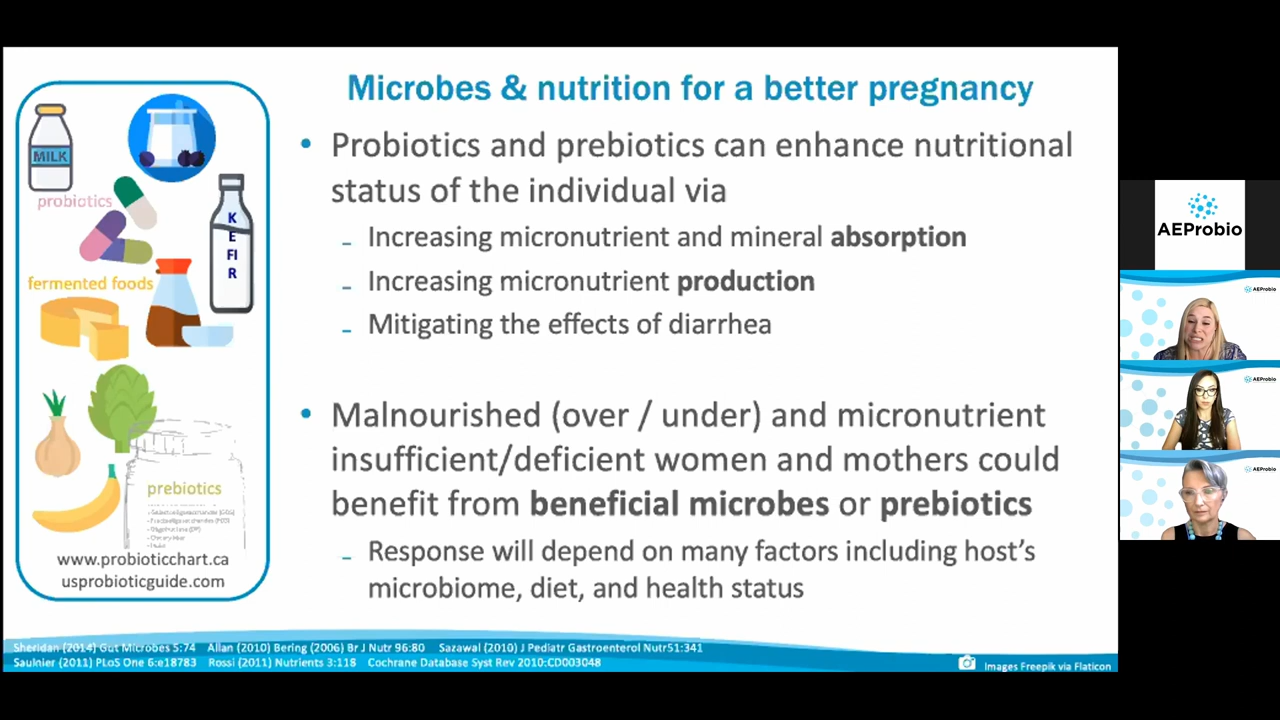 Microbes & nutrition for a better pregnancy
• Probiotics and prebiotics can enhance nutritional
status of the individual via
- Increasing micronutrient and mineral absorption
- Increasing micronutrient production
- Mitigating the effects of diarrhea
• Malnourished (over / under) and micronutrient
insufficient/deficient women and mothers could
benefit from beneficial microbes or prebiotics
- Response will depend on many factors including host's
microbiome, diet, and health status
MILK
probiotics
KEFIR
fermented foods
prebiotics
www.probioticchart.ca
usprobioticguide.com
Sheridan (2014) Gut Microbes 5:74 Allan (2010) Bering (2006) Br J Nutr 96:80 Sazawal (2010) J Pediatr Gastroenterol Nutr51:341
Saulnier (2011) PLoS One 6:e18783 Rossi (2011) Nutrients 3:118 Cochrane Database Syst Rev 2010:CD003048
Images Freepik via Flaticon
AEProbio
AEProbio
AEProbio
AEProbio